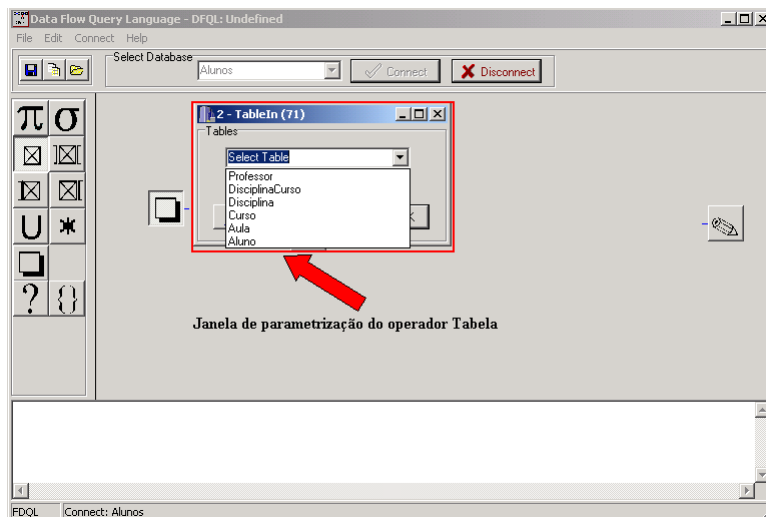 Data Flow Query Language - DFQL: Undefined
File Edit Connect Help
Select Database
Alunos
Connect
Disconnect
π σ
∪ *
? {}
2 - TableIn (71)
Tables
Select Table
Professor
DisciplinaCurso
Disciplina
Curso
Aula
Aluno
Janela de parametrização do operador Tabela
FDQL Connect: Alunos